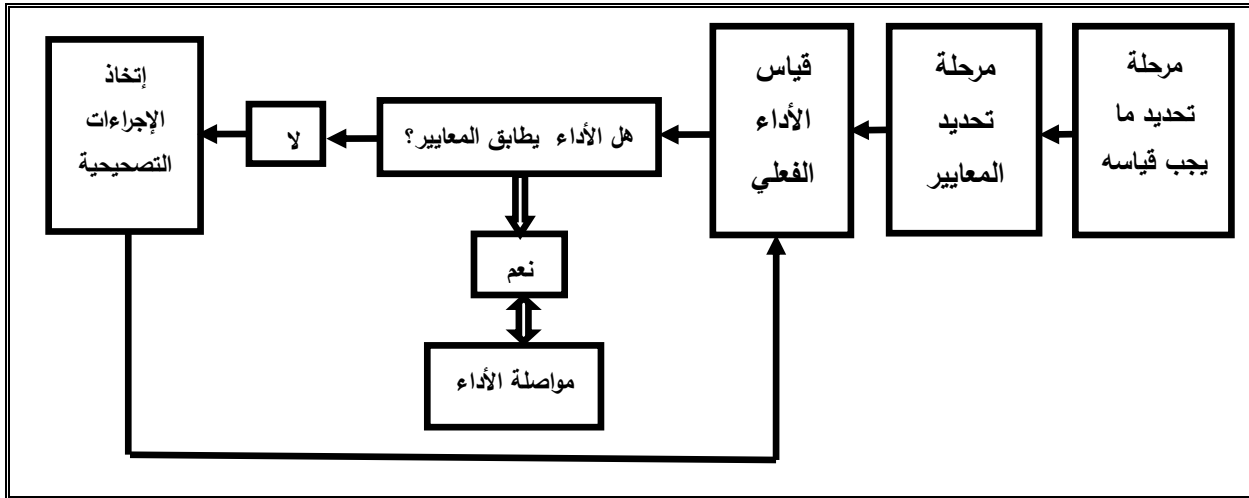 مرحلة
تحديد ما
يجب قياسه
مرحلة
تحديد
المعايير
قياس
الأداء
الفعلي
هل الأداء يطابق المعايير؟
لا
إتخاذ
الإجراءات
التصحيحية
نعم
مواصلة الأداء